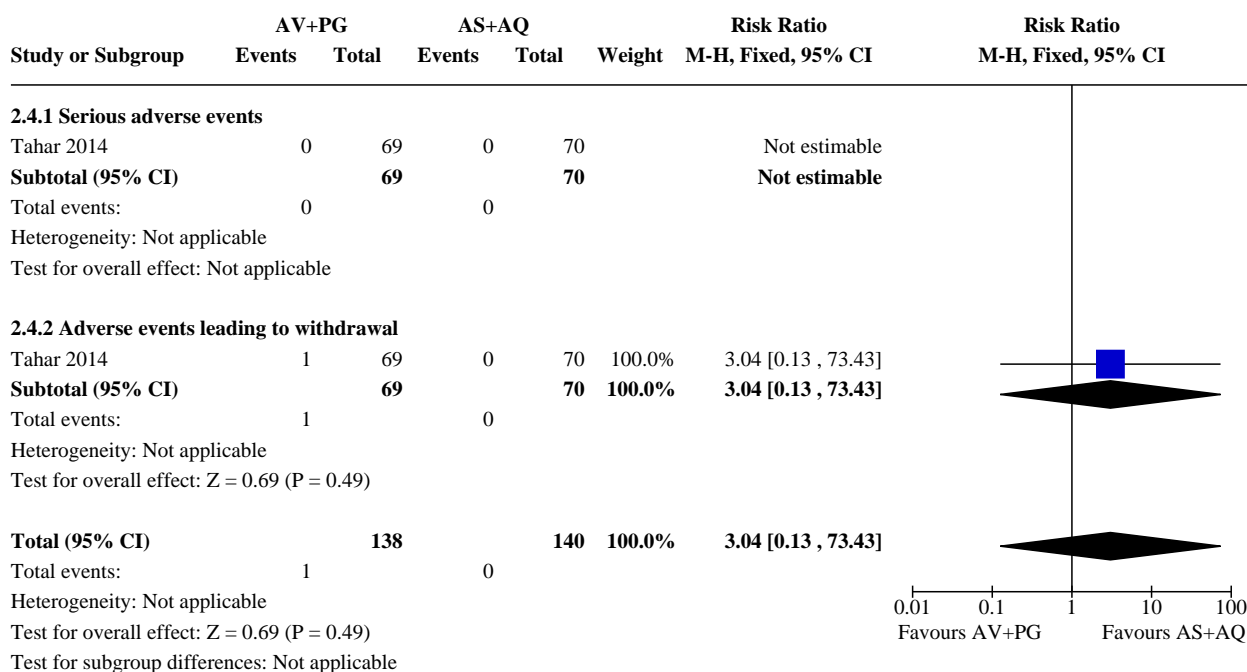 AV+PG AS+AQ Risk Ratio Risk Ratio
Study or Subgroup Events Total Events Total Weight M-H, Fixed, 95% CI M-H, Fixed, 95% CI
2.4.1 Serious adverse events
Tahar 2014 0 69 0 70 Not estimable
Subtotal (95% CI) 69 70 Not estimable
Total events: 0 0
Heterogeneity: Not applicable
Test for overall effect: Not applicable
2.4.2 Adverse events leading to withdrawal
Tahar 2014 1 69 0 70 100.0% 3.04 [0.13 , 73.43]
Subtotal (95% CI) 69 70 100.0% 3.04 [0.13 , 73.43]
Total events: 1 0
Heterogeneity: Not applicable
Test for overall effect: Z = 0.69 (P = 0.49)
Total (95% CI) 138 140 100.0% 3.04 [0.13 , 73.43]
Total events: 1 0
Heterogeneity: Not applicable 0.01 0.1 1 10 100
Test for overall effect: Z = 0.69 (P = 0.49) Favours AV+PG Favours AS+AQ
Test for subgroup differences: Not applicable